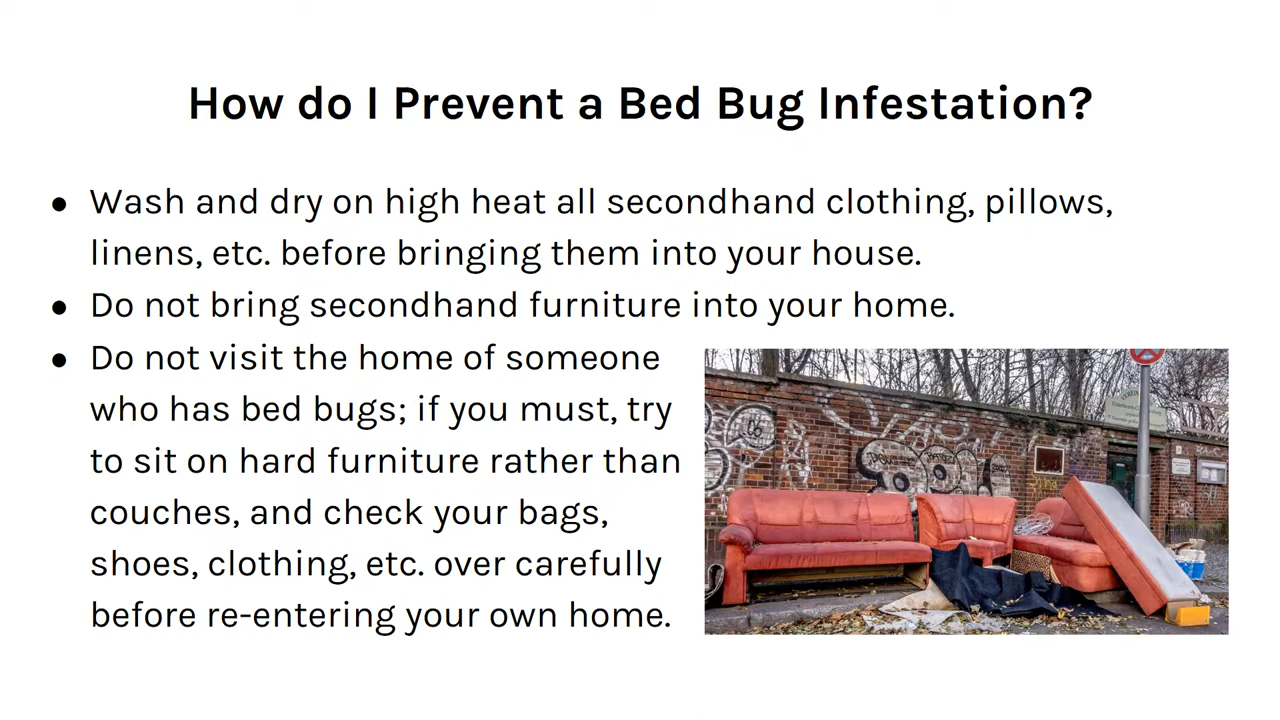 How do I Prevent a Bed Bug Infestation?
● Wash and dry on high heat all secondhand clothing, pillows,
linens, etc. before bringing them into your house.
● Do not bring secondhand furniture into your home.
● Do not visit the home of someone
who has bed bugs; if you must, try
to sit on hard furniture rather than
couches, and check your bags,
shoes, clothing, etc. over carefully
before re-entering your own home.